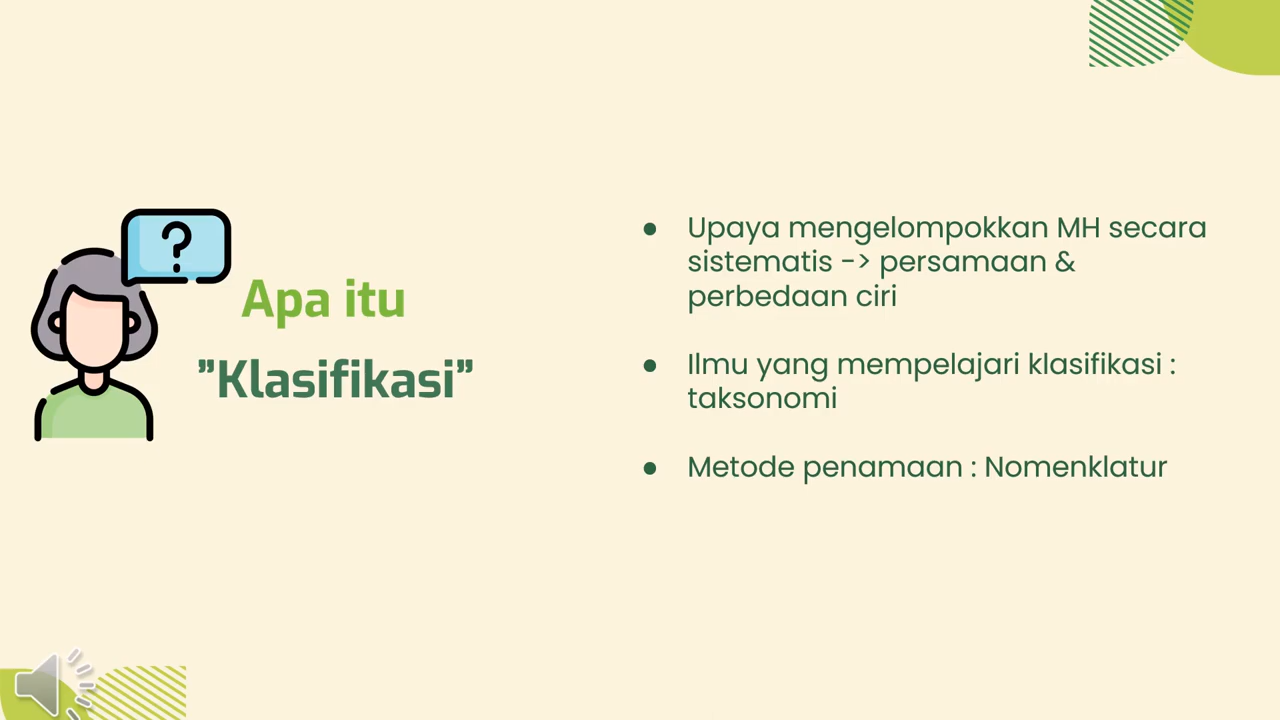 ?
Apa itu
”Klasifikasi”
● Upaya mengelompokkan MH secara
sistematis -> persamaan &
perbedaan ciri
● Ilmu yang mempelajari klasifikasi :
taksonomi
● Metode penamaan : Nomenklatur